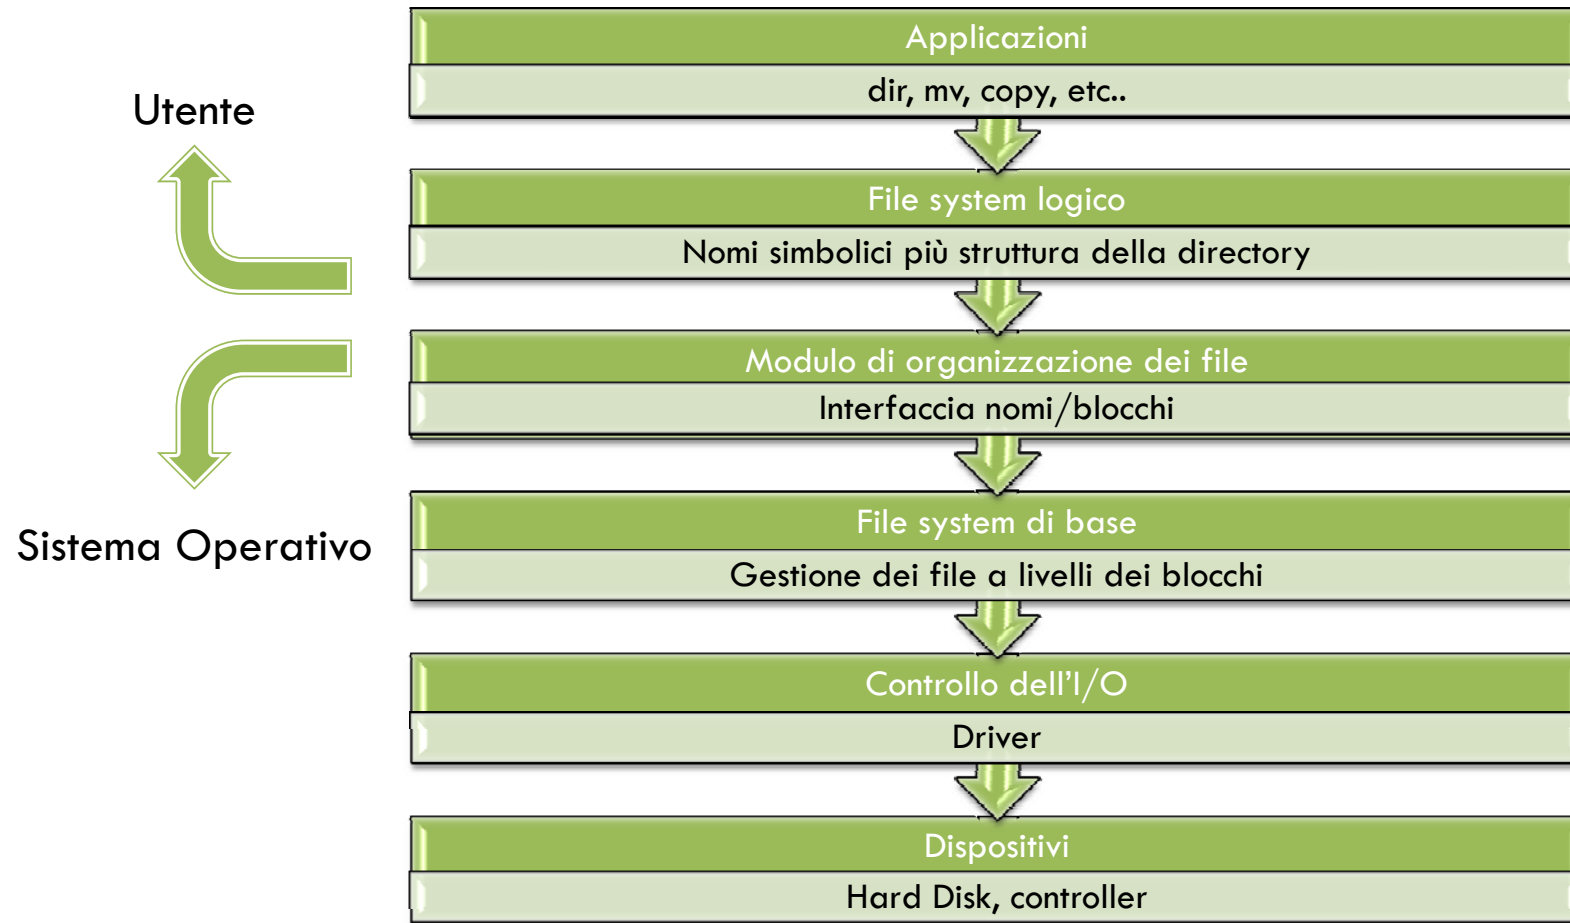 Applicazioni
dir, mv, copy, etc..
Utente
File system logico
Nomi simbolici più struttura della directory
Modulo di organizzazione dei file
Interfaccia nomi/blocchi
File system di base
Sistema Operativo
Gestione dei file a livelli dei blocchi
Controllo dell'I/O
Driver
Dispositivi
Hard Disk, controller